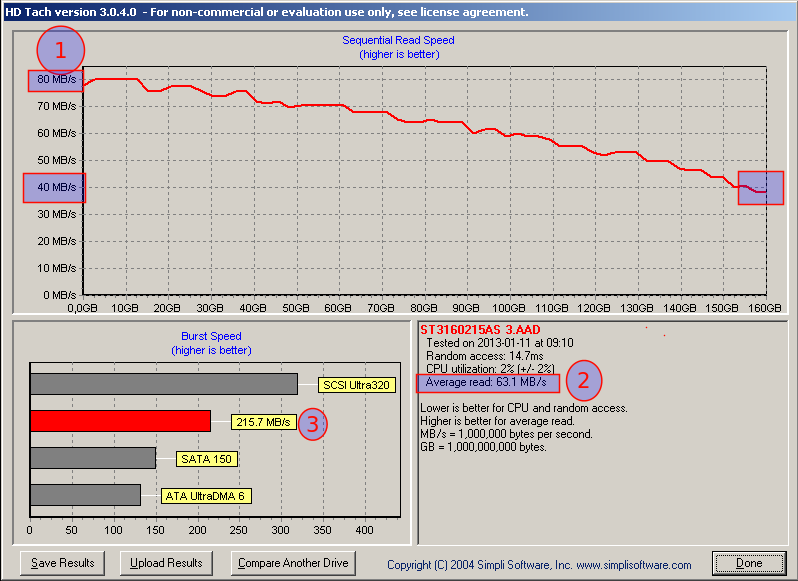 HD Tach version 3.0.4.0 - For non-commercial or evaluation use only, see license agreement.
Sequential Read Speed
(higher is better)
1
80 MB/s
70 MB/s
60 MB/s
50 MB/s
40 MB/s
30 MB/s
20 MB/s
10 MB/s
0 MB/s
0,0GB 10GB 20GB 30GB 40GB 50GB 60GB 70GB 80GB 90GB 100GB 110GB 120GB 130GB 140GB 150GB 160GB
Burst Speed
(higher is better)
SCSI Ultra320
215.7 MB/s 3
SATA 150
ATA UltraDMA 6
0 50 100 150 200 250 300 350 400
ST3160215AS 3.AAD
Tested on 2013-01-11 at 09:10
Random access: 14.7ms
CPU utilization: 2% (+/- 2%)
Average read: 63.1 MB/s 2
Lower is better for CPU and random access.
Higher is better for average read.
MB/s = 1,000,000 bytes per second.
GB = 1,000,000,000 bytes.
Save Results Upload Results Compare Another Drive Copyright (C) 2004 Simpli Software, Inc. www.simplisoftware.com Done